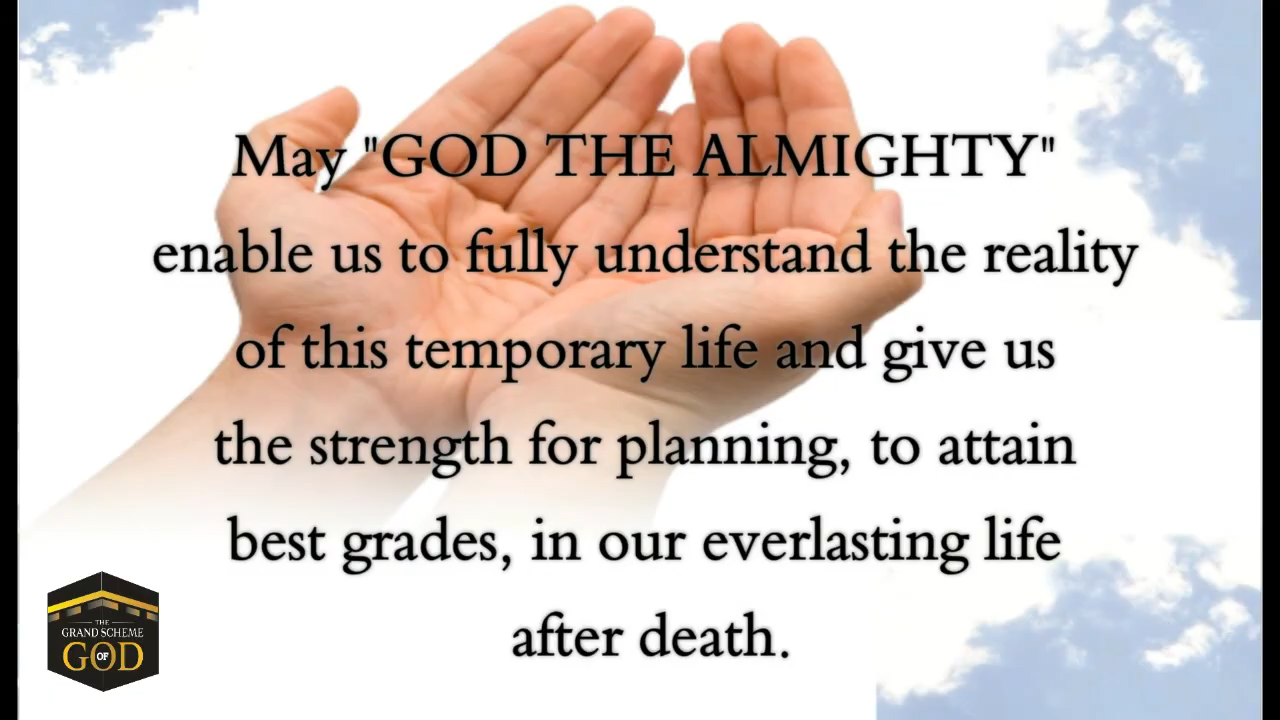 May "GOD THE ALMIGHTY"
enable us to fully understand the reality
of this temporary life and give us
the strength for planning, to attain
best grades, in our everlasting life
after death.
THE
GRAND SCHEME
OF
GOD